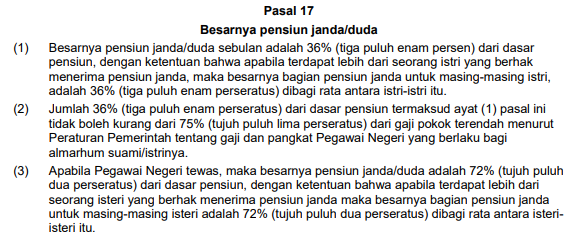 Pasal 17
Besarnya pensiun janda/duda
(1) Besarnya pensiun janda/duda sebulan adalah 36% (tiga puluh enam persen) dari dasar
pensiun, dengan ketentuan bahwa apabila terdapat lebih dari seorang istri yang berhak
menerima pensiun janda, maka besarnya bagian pensiun janda untuk masing-masing istri,
adalah 36% (tiga puluh enam perseratus) dibagi rata antara istri-istri itu.
(2) Jumlah 36% (tiga puluh enam perseratus) dari dasar pensiun termaksud ayat (1) pasal ini
tidak boleh kurang dari 75% (tujuh puluh lima perseratus) dari gaji pokok terendah menurut
Peraturan Pemerintah tentang gaji dan pangkat Pegawai Negeri yang berlaku bagi
almarhum suami/istrinya.
(3) Apabila Pegawai Negeri tewas, maka besarnya pensiun janda/duda adalah 72% (tujuh puluh
dua perseratus) dari dasar pensiun, dengan ketentuan bahwa apabila terdapat lebih dari
seorang isteri yang berhak menerima pensiun janda maka besarnya bagian pensiun janda
untuk masing-masing isteri adalah 72% (tujuh puluh dua perseratus) dibagi rata antara isteri-
isteri itu.